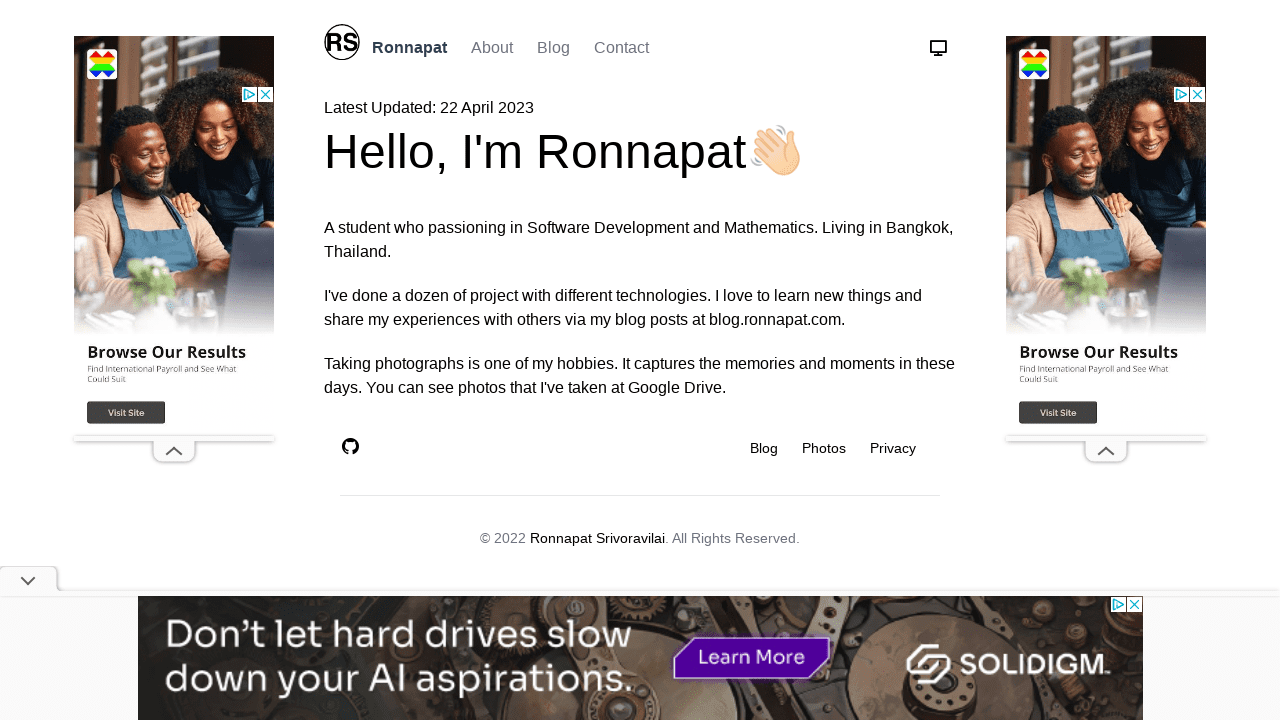 RS
Ronnapat About Blog Contact
Latest Updated: 22 April 2023
Hello, I'm Ronnapat👋🏻
A student who passioning in Software Development and Mathematics. Living in Bangkok,
Thailand.
I've done a dozen of project with different technologies. I love to learn new things and
share my experiences with others via my blog posts at blog.ronnapat.com.
Taking photographs is one of my hobbies. It captures the memories and moments in these
days. You can see photos that I've taken at Google Drive.
Blog Photos Privacy
© 2022 Ronnapat Srivoravilai. All Rights Reserved.
Browse Our Results
Find International Payroll and See What
Could Suit
Visit Site
Browse Our Results
Find International Payroll and See What
Could Suit
Visit Site
Don't let hard drives slow
down your AI aspirations.
Learn More
SOLIDIGM™